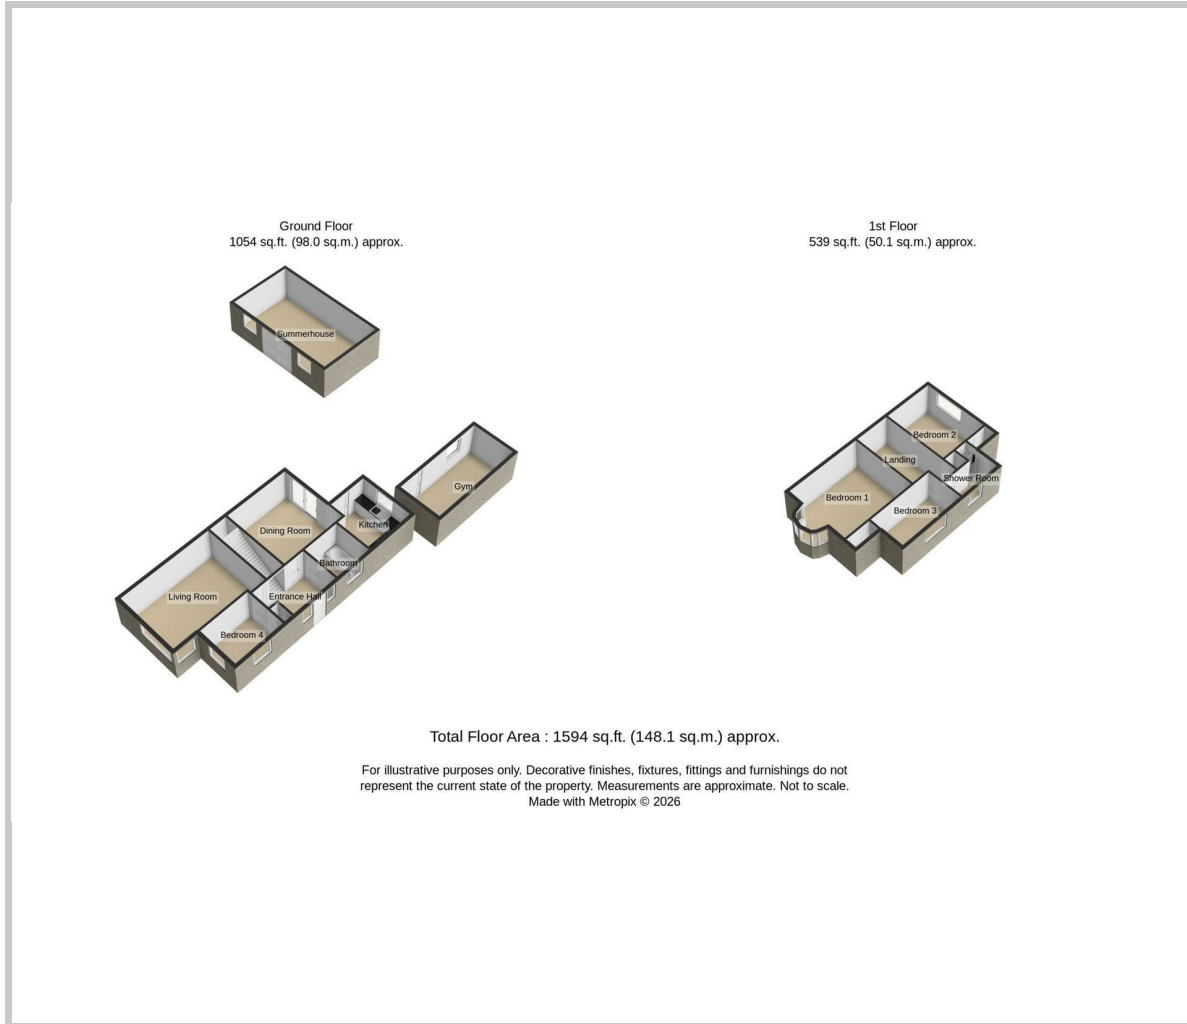 Ground Floor
1054 sq.ft. (98.0 sq.m.) approx.
1st Floor
539 sq.ft. (50.1 sq.m.) approx.
Summerhouse
Gym
Kitchen
Dining Room
Bathroom
Living Room
Entrance Hall
Bedroom 4
Bedroom 2
Landing
Shower Room
Bedroom 1
Bedroom 3
Total Floor Area : 1594 sq.ft. (148.1 sq.m.) approx.
For illustrative purposes only. Decorative finishes, fixtures, fittings and furnishings do not
represent the current state of the property. Measurements are approximate. Not to scale.
Made with Metropix © 2026